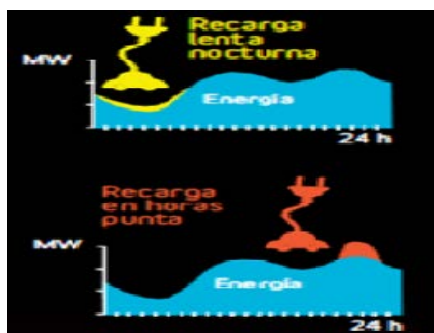 Recarga
lenta
nocturna
MW
Energía
24 h
Recarga
en horas
punta
MW
Energía
24 h